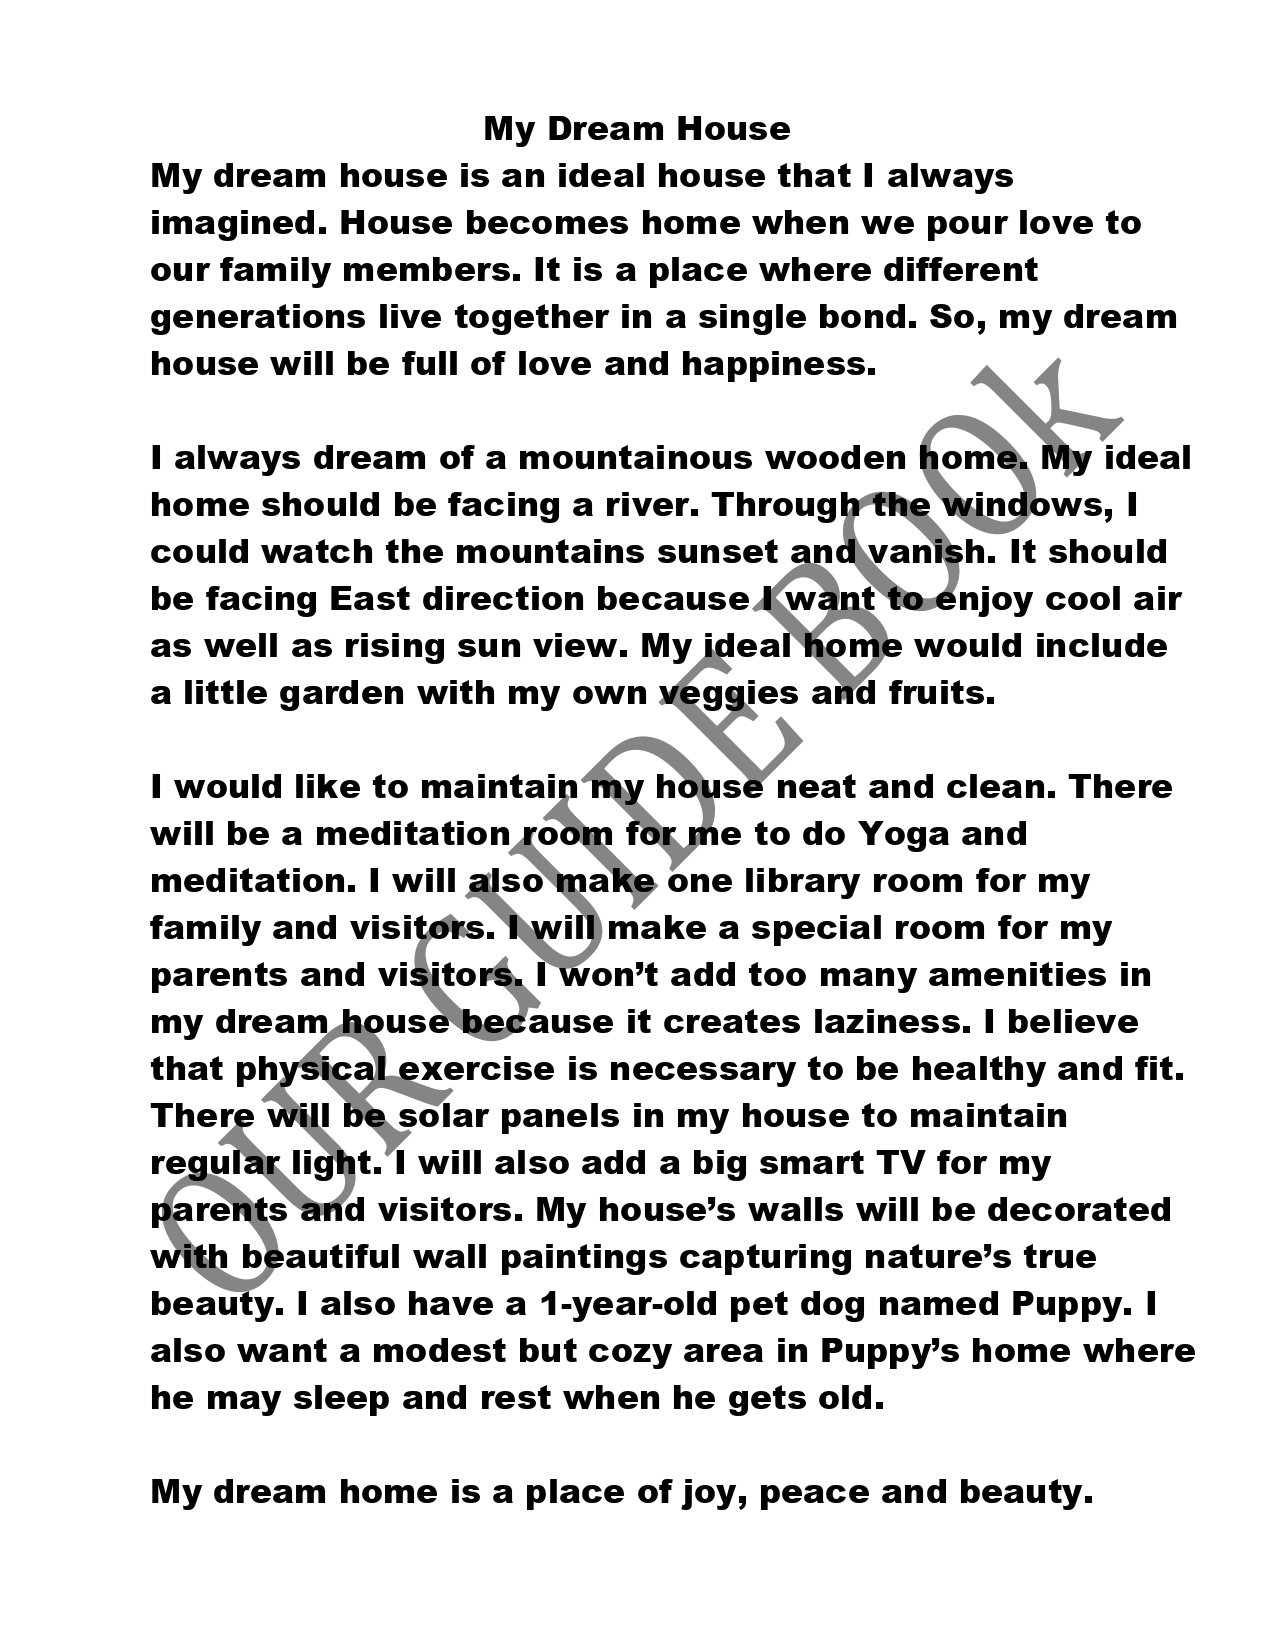 My Dream House
My dream house is an ideal house that I always
imagined. House becomes home when we pour love to
our family members. It is a place where different
generations live together in a single bond. So, my dream
house will be full of love and happiness.
I always dream of a mountainous wooden home. My ideal
home should be facing a river. Through the windows, I
could watch the mountains sunset and vanish. It should
be facing East direction because I want to enjoy cool air
as well as rising sun view. My ideal home would include
a little garden with my own veggies and fruits.
I would like to maintain my house neat and clean. There
will be a meditation room for me to do Yoga and
meditation. I will also make one library room for my
family and visitors. I will make a special room for my
parents and visitors. I won’t add too many amenities in
my dream house because it creates laziness. I believe
that physical exercise is necessary to be healthy and fit.
There will be solar panels in my house to maintain
regular light. I will also add a big smart TV for my
parents and visitors. My house’s walls will be decorated
with beautiful wall paintings capturing nature’s true
beauty. I also have a 1-year-old pet dog named Puppy. I
also want a modest but cozy area in Puppy’s home where
he may sleep and rest when he gets old.
My dream home is a place of joy, peace and beauty.
OUR GUIDE BOOk